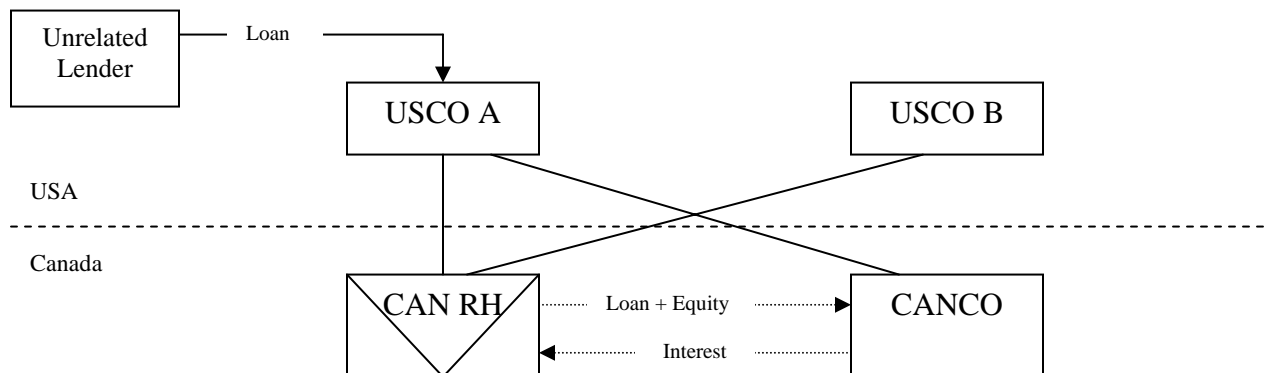 Unrelated
Lender
Loan
USCO A
USCO B
USA
Canada
CAN RH
Loan + Equity
CANCO
Interest